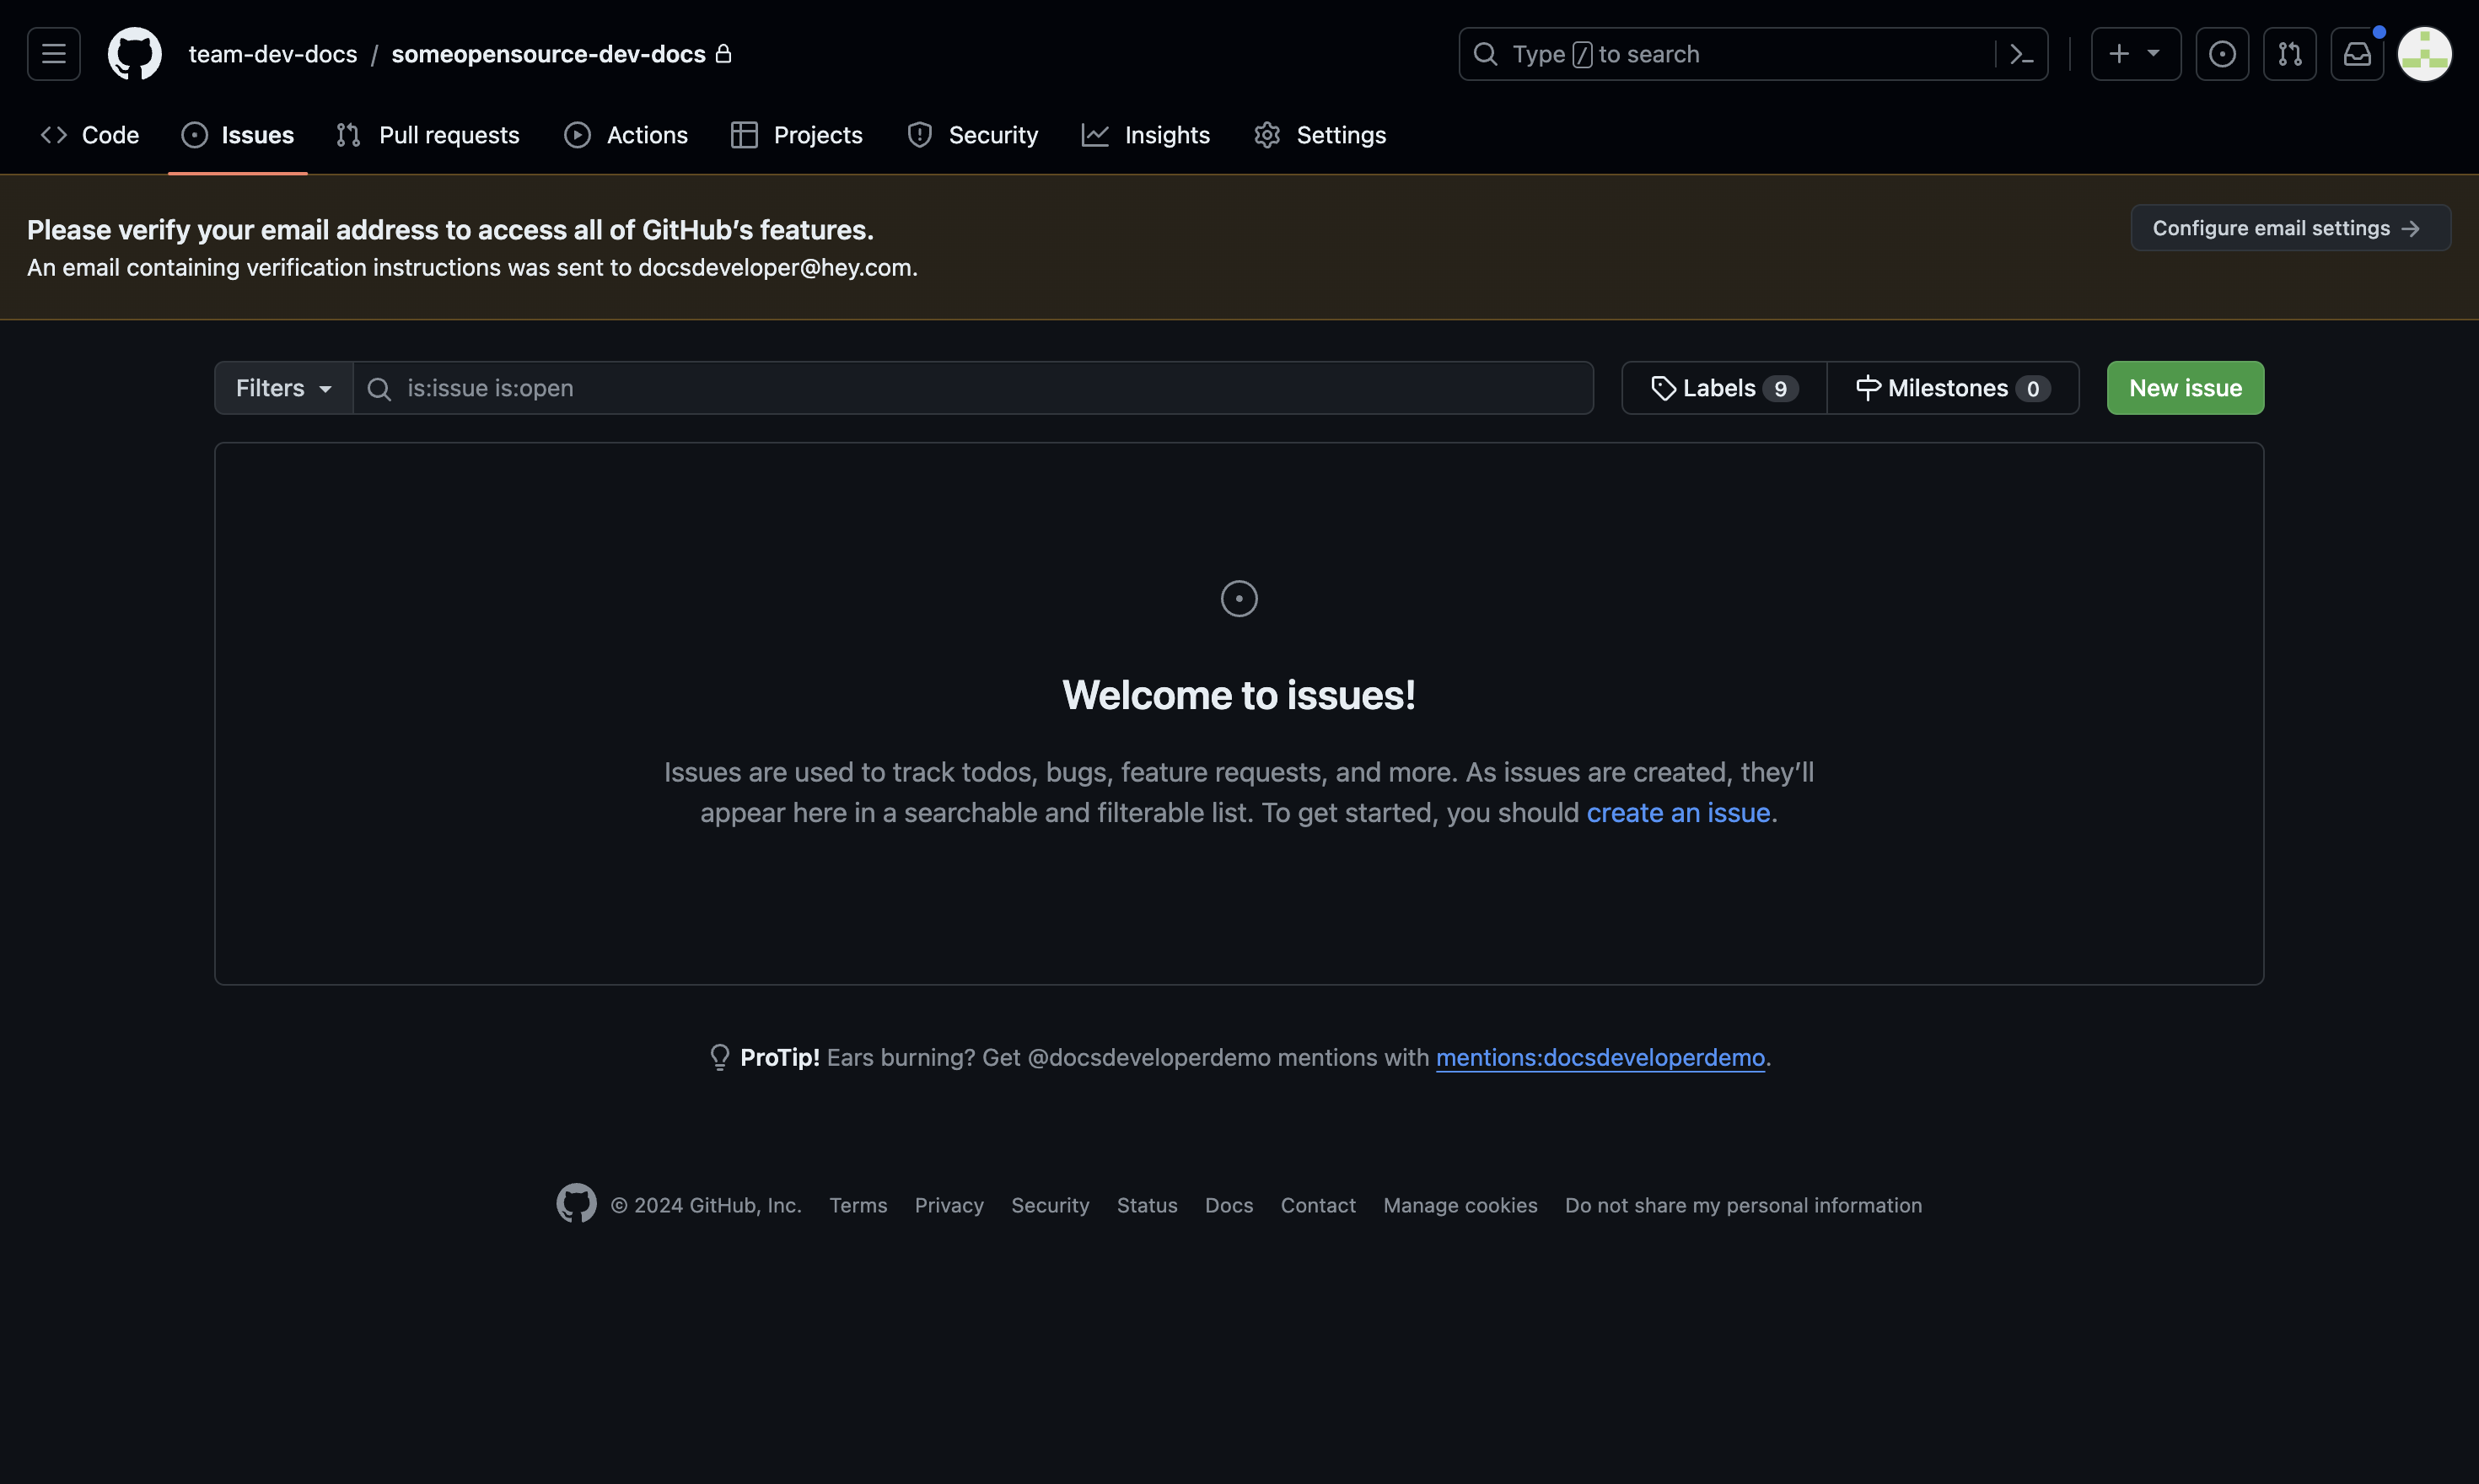 team-dev-docs / someopensource-dev-docs
Type / to search
Code Issues Pull requests Actions Projects Security Insights Settings
Please verify your email address to access all of GitHub’s features.
Configure email settings
An email containing verification instructions was sent to docsdeveloper@hey.com.
Filters is:issue is:open Labels 9 Milestones 0 New issue
Welcome to issues!
Issues are used to track todos, bugs, feature requests, and more. As issues are created, they’ll
appear here in a searchable and filterable list. To get started, you should create an issue.
ProTip! Ears burning? Get @docsdeveloperdemo mentions with mentions:docsdeveloperdemo.
© 2024 GitHub, Inc. Terms Privacy Security Status Docs Contact Manage cookies Do not share my personal information